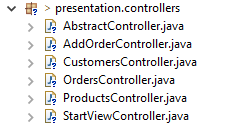 > presentation.controllers
AbstractController.java
AddOrderController.java
CustomersController.java
OrdersController.java
ProductsController.java
StartViewController.java